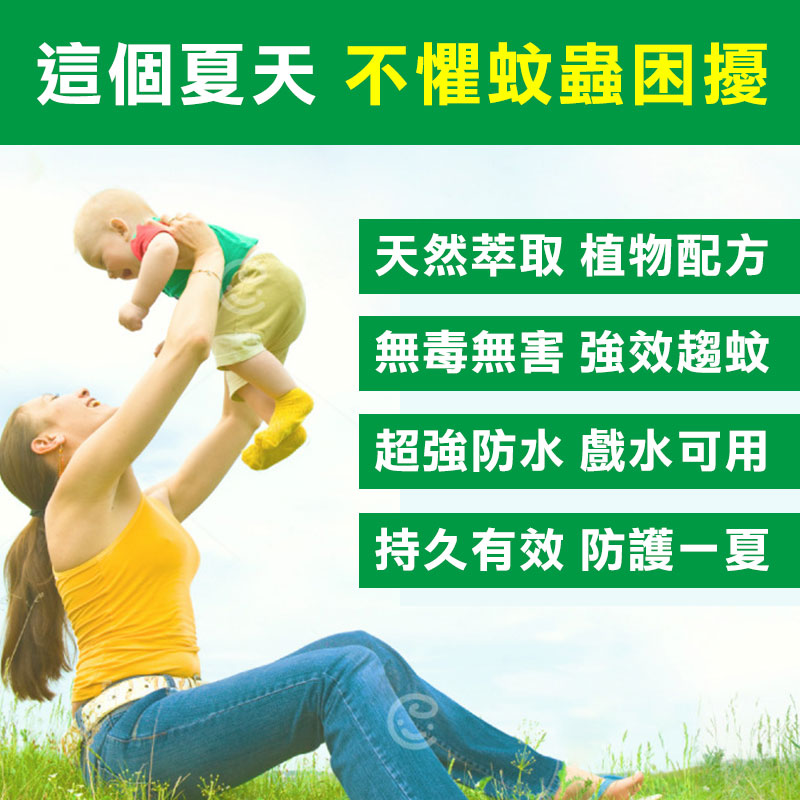 這個夏天 不懼蚊蟲困擾
天然萃取 植物配方
無毒無害 強效趨蚊
超強防水 戲水可用
持久有效 防護一夏